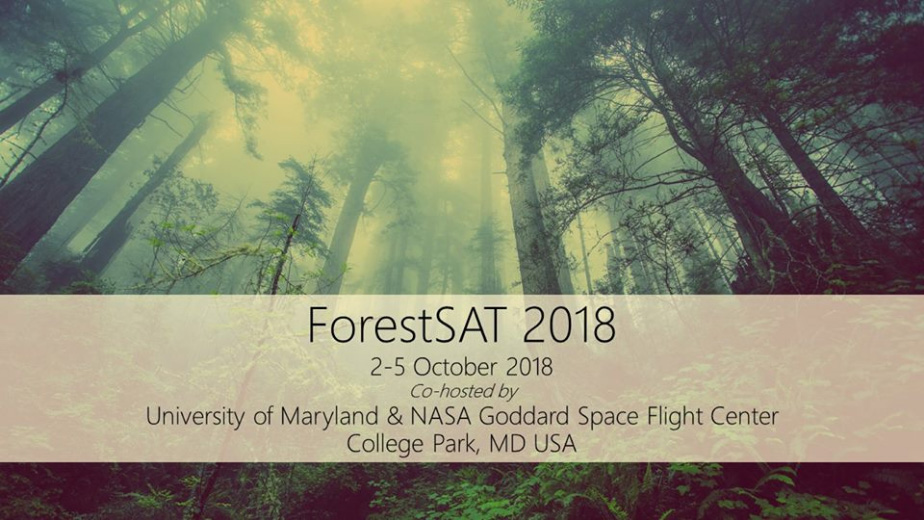 ForestSAT 2018
2-5 October 2018
Co-hosted by
University of Maryland & NASA Goddard Space Flight Center
College Park, MD USA